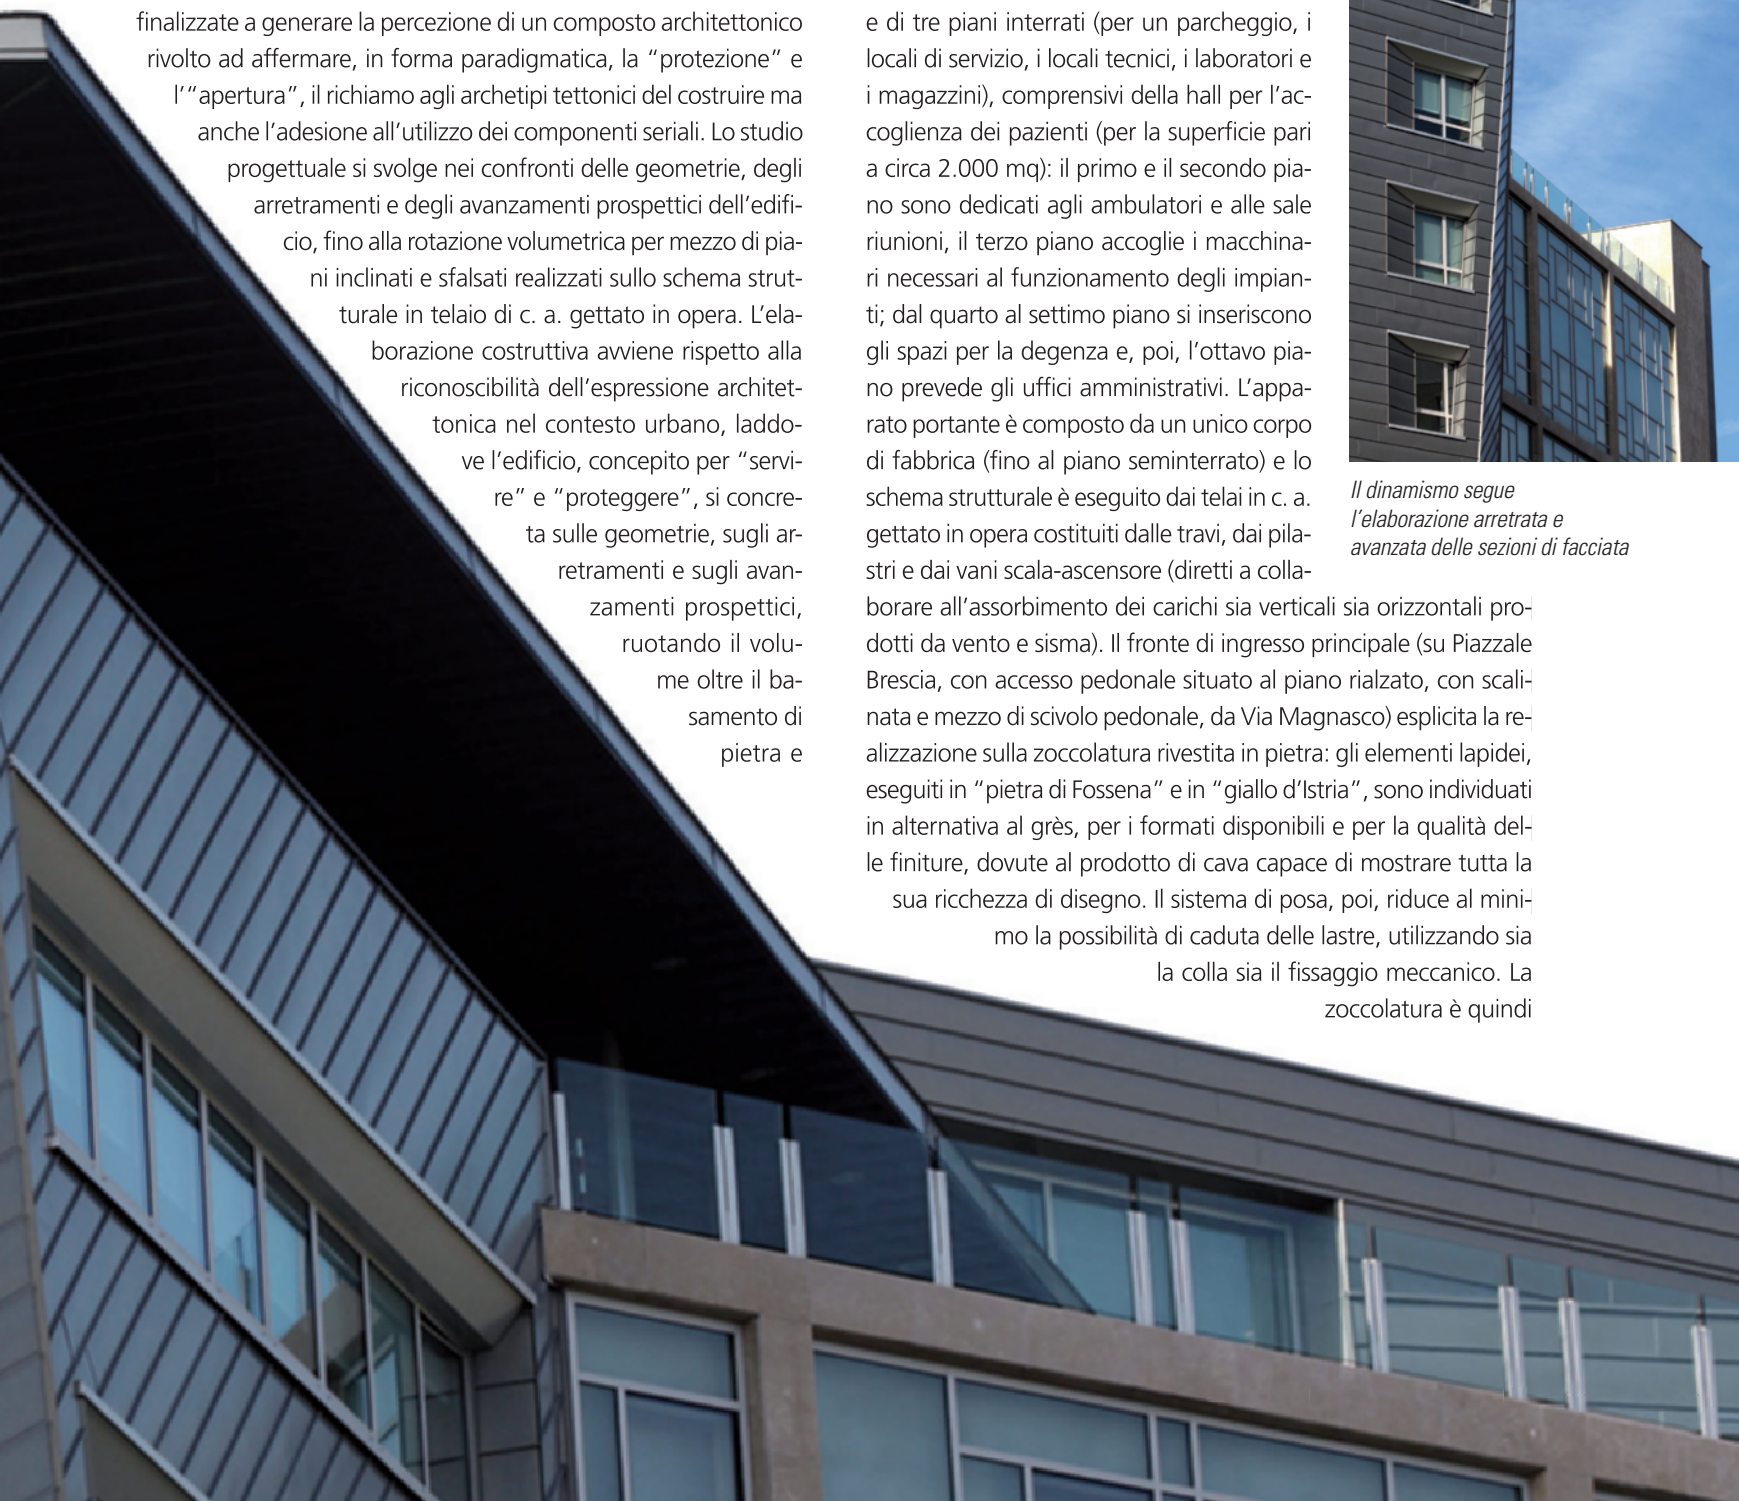 finalizzate a generare la percezione di un composto architettonico
rivolto ad affermare, in forma paradigmatica, la “protezione” e
l’“apertura”, il richiamo agli archetipi tettonici del costruire ma
anche l’adesione all’utilizzo dei componenti seriali. Lo studio
progettuale si svolge nei confronti delle geometrie, degli
arretramenti e degli avanzamenti prospettici dell’edifi-
cio, fino alla rotazione volumetrica per mezzo di pia-
ni inclinati e sfalsati realizzati sullo schema strut-
turale in telaio di c. a. gettato in opera. L’ela-
borazione costruttiva avviene rispetto alla
riconoscibilità dell’espressione architet-
tonica nel contesto urbano, laddo-
ve l’edificio, concepito per “servi-
re” e “proteggere”, si concre-
ta sulle geometrie, sugli ar-
retramenti e sugli avan-
zamenti prospettici,
ruotando il volu-
me oltre il ba-
samento di
pietra e
e di tre piani interrati (per un parcheggio, i
locali di servizio, i locali tecnici, i laboratori e
i magazzini), comprensivi della hall per l’ac-
coglienza dei pazienti (per la superficie pari
a circa 2.000 mq): il primo e il secondo pia-
no sono dedicati agli ambulatori e alle sale
riunioni, il terzo piano accoglie i macchina-
ri necessari al funzionamento degli impian-
ti; dal quarto al settimo piano si inseriscono
gli spazi per la degenza e, poi, l’ottavo pia-
no prevede gli uffici amministrativi. L’appa-
rato portante è composto da un unico corpo
di fabbrica (fino al piano seminterrato) e lo
schema strutturale è eseguito dai telai in c. a.
gettato in opera costituiti dalle travi, dai pila-
stri e dai vani scala-ascensore (diretti a colla-
borare all’assorbimento dei carichi sia verticali sia orizzontali pro-
dotti da vento e sisma). Il fronte di ingresso principale (su Piazzale
Brescia, con accesso pedonale situato al piano rialzato, con scali-
nata e mezzo di scivolo pedonale, da Via Magnasco) esplicita la re-
alizzazione sulla zoccolatura rivestita in pietra: gli elementi lapidei,
eseguiti in “pietra di Fossena” e in “giallo d’Istria”, sono individuati
in alternativa al grès, per i formati disponibili e per la qualità del-
le finiture, dovute al prodotto di cava capace di mostrare tutta la
sua ricchezza di disegno. Il sistema di posa, poi, riduce al mini-
mo la possibilità di caduta delle lastre, utilizzando sia
la colla sia il fissaggio meccanico. La
zoccolatura è quindi
Il dinamismo segue
l’elaborazione arretrata e
avanzata delle sezioni di facciata